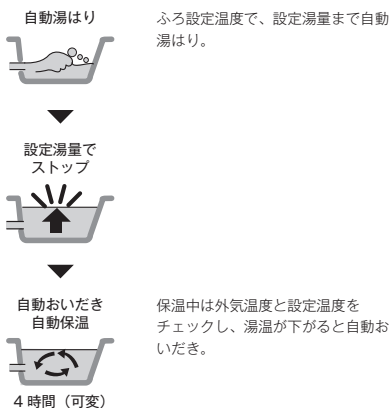 自動湯はり
ふろ設定温度で、設定湯量まで自動
湯はり。
設定湯量で
ストップ
自動おいだき
自動保温
保温中は外気温度と設定温度を
チェックし、湯温が下がると自動お
いだき。
4 時間（可変）